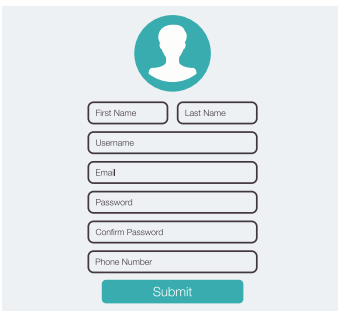 First Name Last Name
Username
Email
Password
Confirm Password
Phone Number
Submit